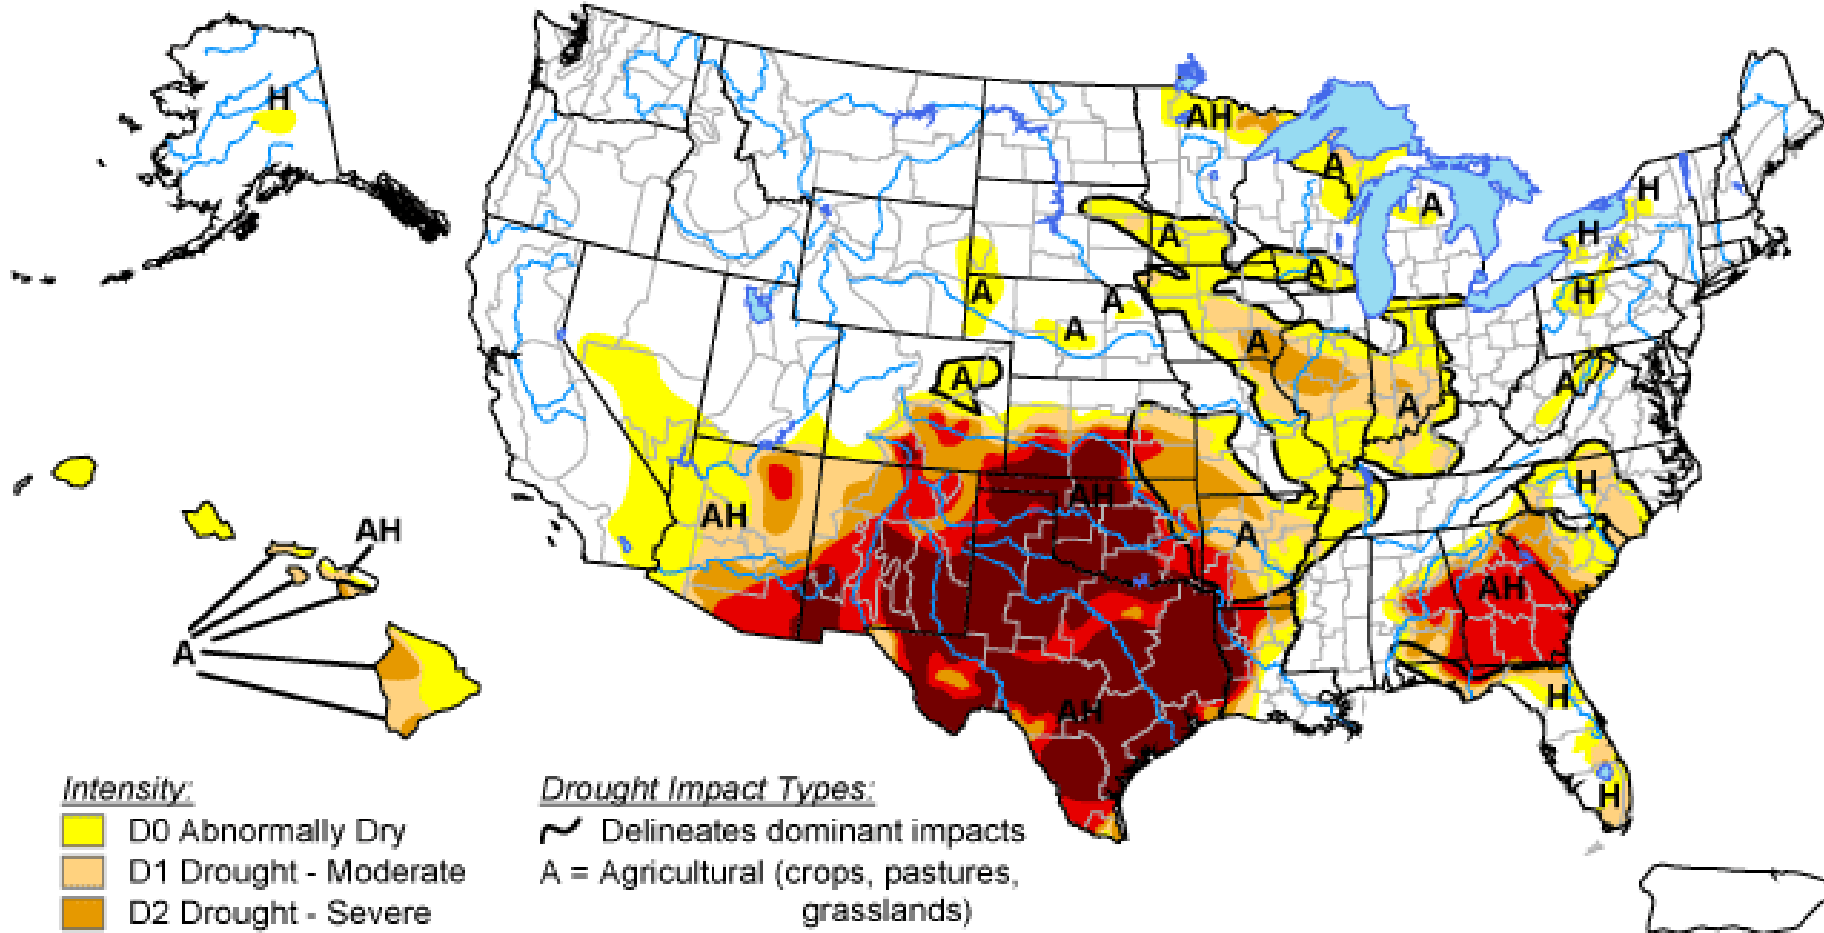 H
AH
A
A
H
H
A
A
A
H
A
A
A
A
A
A
A
H
AH
AH
A
AH
AH
A
AH
H
H
Intensity:
D0 Abnormally Dry
D1 Drought - Moderate
D2 Drought - Severe
Drought Impact Types:
Delineates dominant impacts
A = Agricultural (crops, pastures,
grasslands)